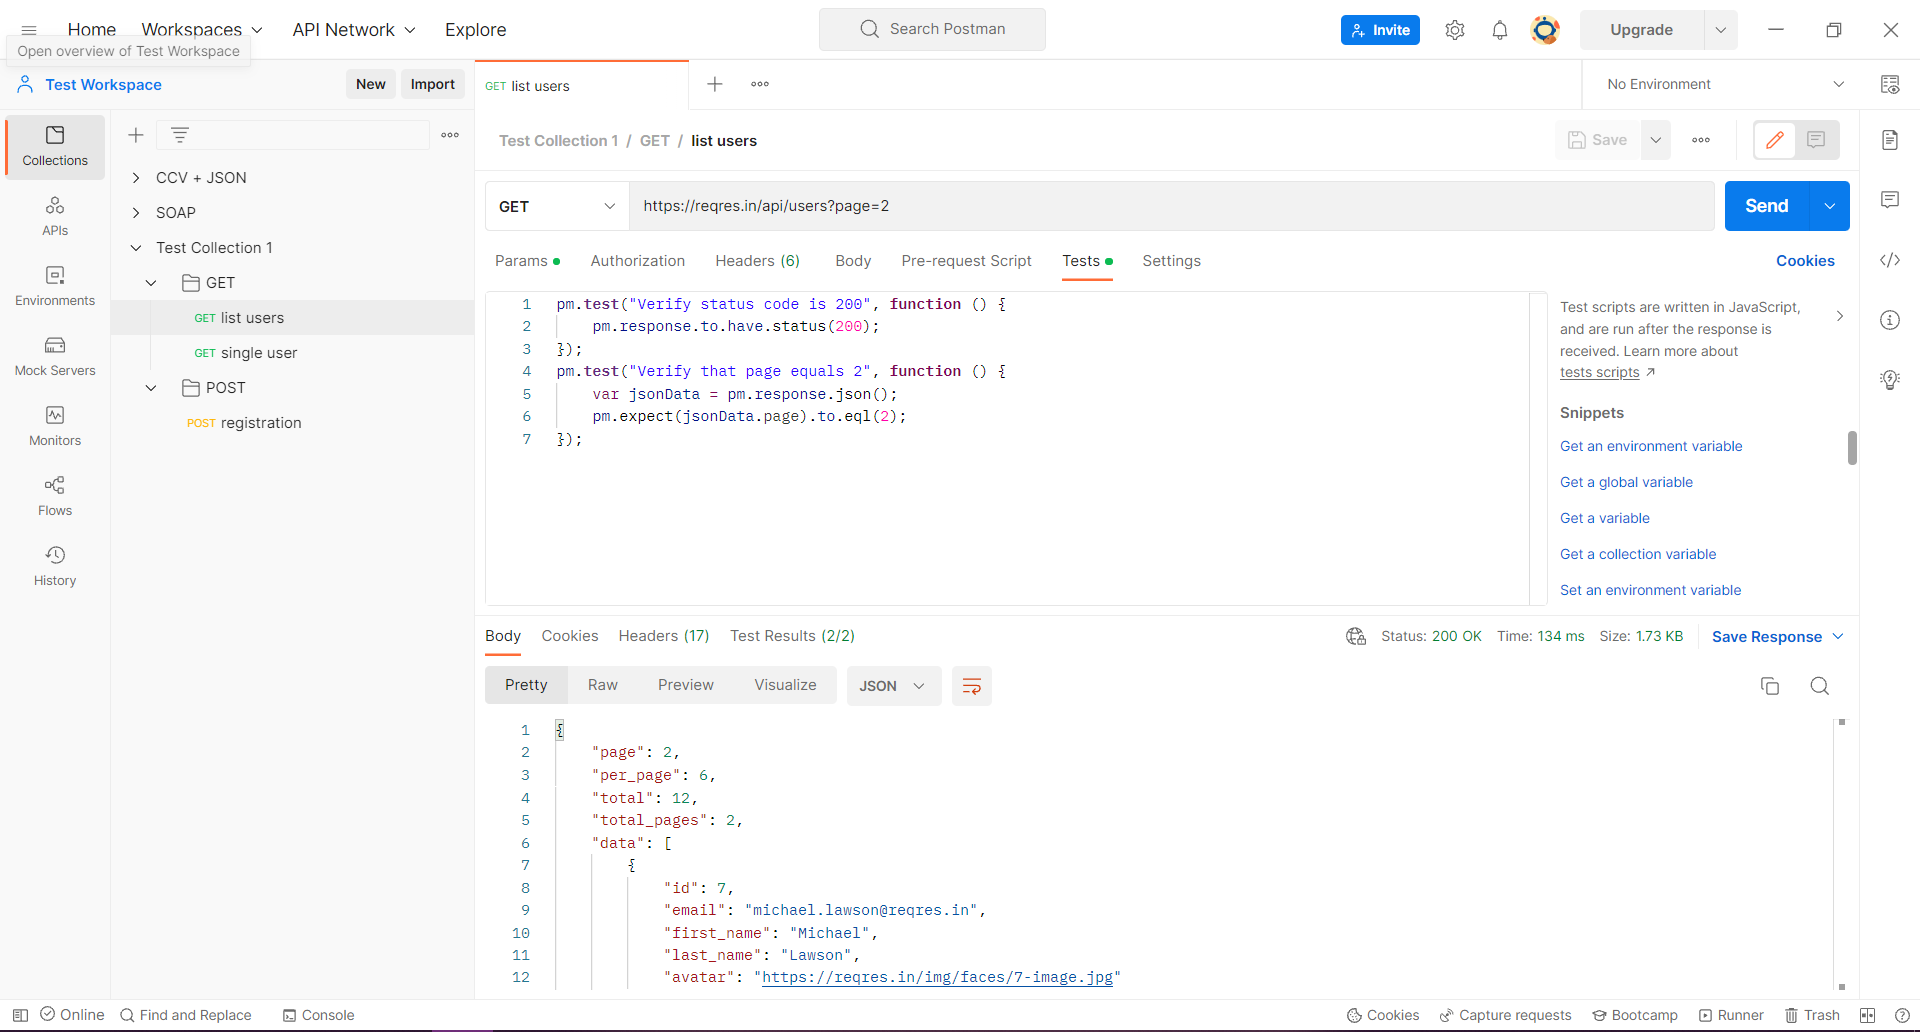 Home Workspaces API Network Explore Search Postman Invite Upgrade
Open overview of Test Workspace
Test Workspace New Import GET list users No Environment
Collections
APIs
Environments
Mock Servers
Monitors
Flows
History
CCV + JSON
SOAP
Test Collection 1
GET
GET list users
GET single user
POST
POST registration
Test Collection 1 / GET / list users Save
GET https://reqres.in/api/users?page=2 Send
Params Authorization Headers (6) Body Pre-request Script Tests Settings Cookies
1 pm.test("Verify status code is 200", function () {
2 pm.response.to.have.status(200);
3 });
4 pm.test("Verify that page equals 2", function () {
5 var jsonData = pm.response.json();
6 pm.expect(jsonData.page).to.eql(2);
7 });
Test scripts are written in JavaScript,
and are run after the response is
received. Learn more about
tests scripts
Snippets
Get an environment variable
Get a global variable
Get a variable
Get a collection variable
Set an environment variable
Body Cookies Headers (17) Test Results (2/2) Status: 200 OK Time: 134 ms Size: 1.73 KB Save Response
Pretty Raw Preview Visualize JSON
1 {
2 "page": 2,
3 "per_page": 6,
4 "total": 12,
5 "total_pages": 2,
6 "data": [
7 {
8 "id": 7,
9 "email": "michael.lawson@reqres.in",
10 "first_name": "Michael",
11 "last_name": "Lawson",
12 "avatar": "https://reqres.in/img/faces/7-image.jpg"
Online Find and Replace Console Cookies Capture requests Bootcamp Runner Trash